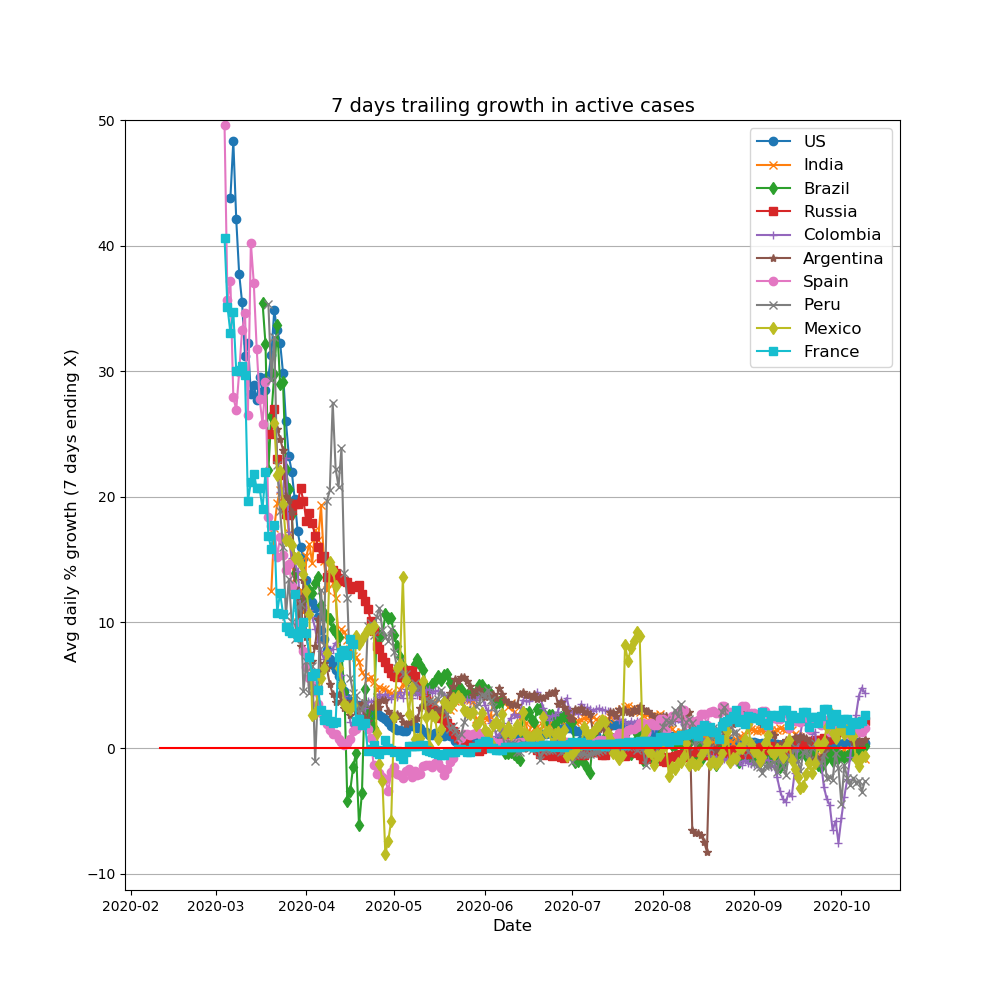 7 days trailing growth in active cases
50
40
30
20
10
0
−10
Avg daily % growth (7 days ending X)
US
India
Brazil
Russia
Colombia
Argentina
Spain
Peru
Mexico
France
2020-02 2020-03 2020-04 2020-05 2020-06 2020-07 2020-08 2020-09 2020-10
Date